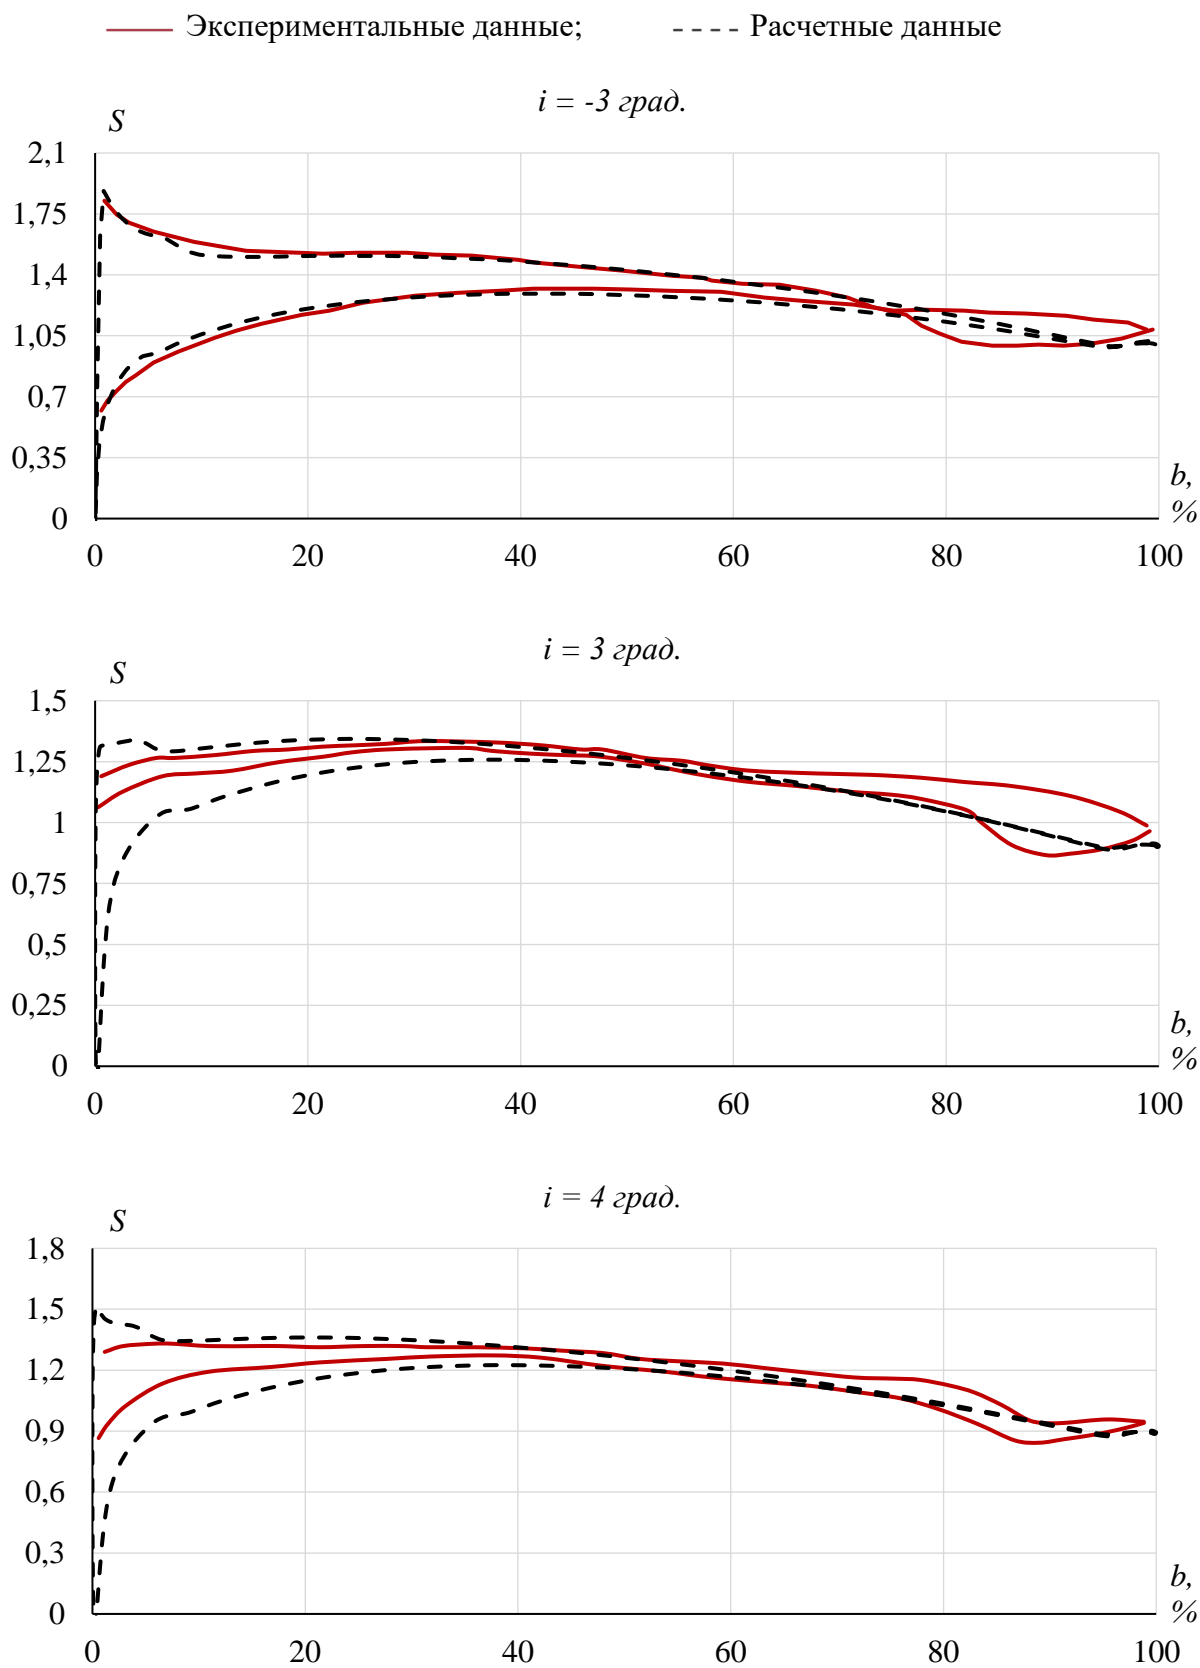 Экспериментальные данные; Расчетные данные
i = -3 град.
S
2,1
1,75
1,4
1,05
0,7
0,35
0
b,
%
0 20 40 60 80 100
i = 3 град.
S
1,5
1,25
1
0,75
0,5
0,25
0
b,
%
0 20 40 60 80 100
i = 4 град.
S
1,8
1,5
1,2
0,9
0,6
0,3
0
b,
%
0 20 40 60 80 100